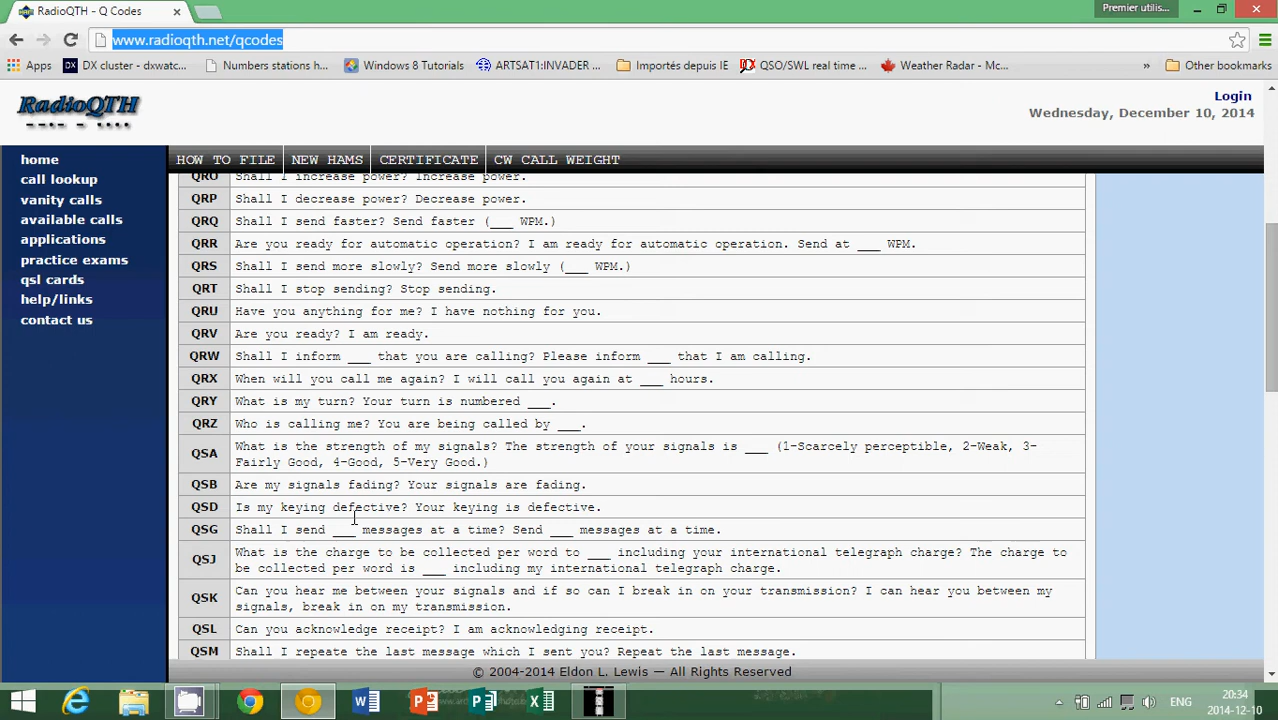 RadioQTH - Q Codes
Premier utilis...
www.radioqth.net/qcodes
Apps DX DX cluster - dxwatc... Numbers stations h... Windows 8 Tutorials ARTSAT1:INVADER ... Importés depuis IE QSO/SWL real time ... Weather Radar - Mc... » Other bookmarks
RadioQTH
Login
Wednesday, December 10, 2014
HOW TO FILE NEW HAMS CERTIFICATE CW CALL WEIGHT
home
call lookup
vanity calls
available calls
applications
practice exams
qsl cards
help/links
contact us
QRO Shall I increase power? Increase power.
QRP Shall I decrease power? Decrease power.
QRQ Shall I send faster? Send faster (___ WPM.)
QRR Are you ready for automatic operation? I am ready for automatic operation. Send at ___ WPM.
QRS Shall I send more slowly? Send more slowly (___ WPM.)
QRT Shall I stop sending? Stop sending.
QRU Have you anything for me? I have nothing for you.
QRV Are you ready? I am ready.
QRW Shall I inform ___ that you are calling? Please inform ___ that I am calling.
QRX When will you call me again? I will call you again at ___ hours.
QRY What is my turn? Your turn is numbered ___.
QRZ Who is calling me? You are being called by ___.
QSA What is the strength of my signals? The strength of your signals is ___ (1-Scarcely perceptible, 2-Weak, 3-
Fairly Good, 4-Good, 5-Very Good.)
QSB Are my signals fading? Your signals are fading.
QSD Is my keying defective? Your keying is defective.
QSG Shall I send ___ messages at a time? Send ___ messages at a time.
QSJ What is the charge to be collected per word to ___ including your international telegraph charge? The charge to
be collected per word is ___ including my international telegraph charge.
QSK Can you hear me between your signals and if so can I break in on your transmission? I can hear you between my
signals, break in on my transmission.
QSL Can you acknowledge receipt? I am acknowledging receipt.
QSM Shall I repeate the last message which I sent you? Repeat the last message.
© 2004-2014 Eldon L. Lewis — All Rights Reserved
ENG
20:34
2014-12-10